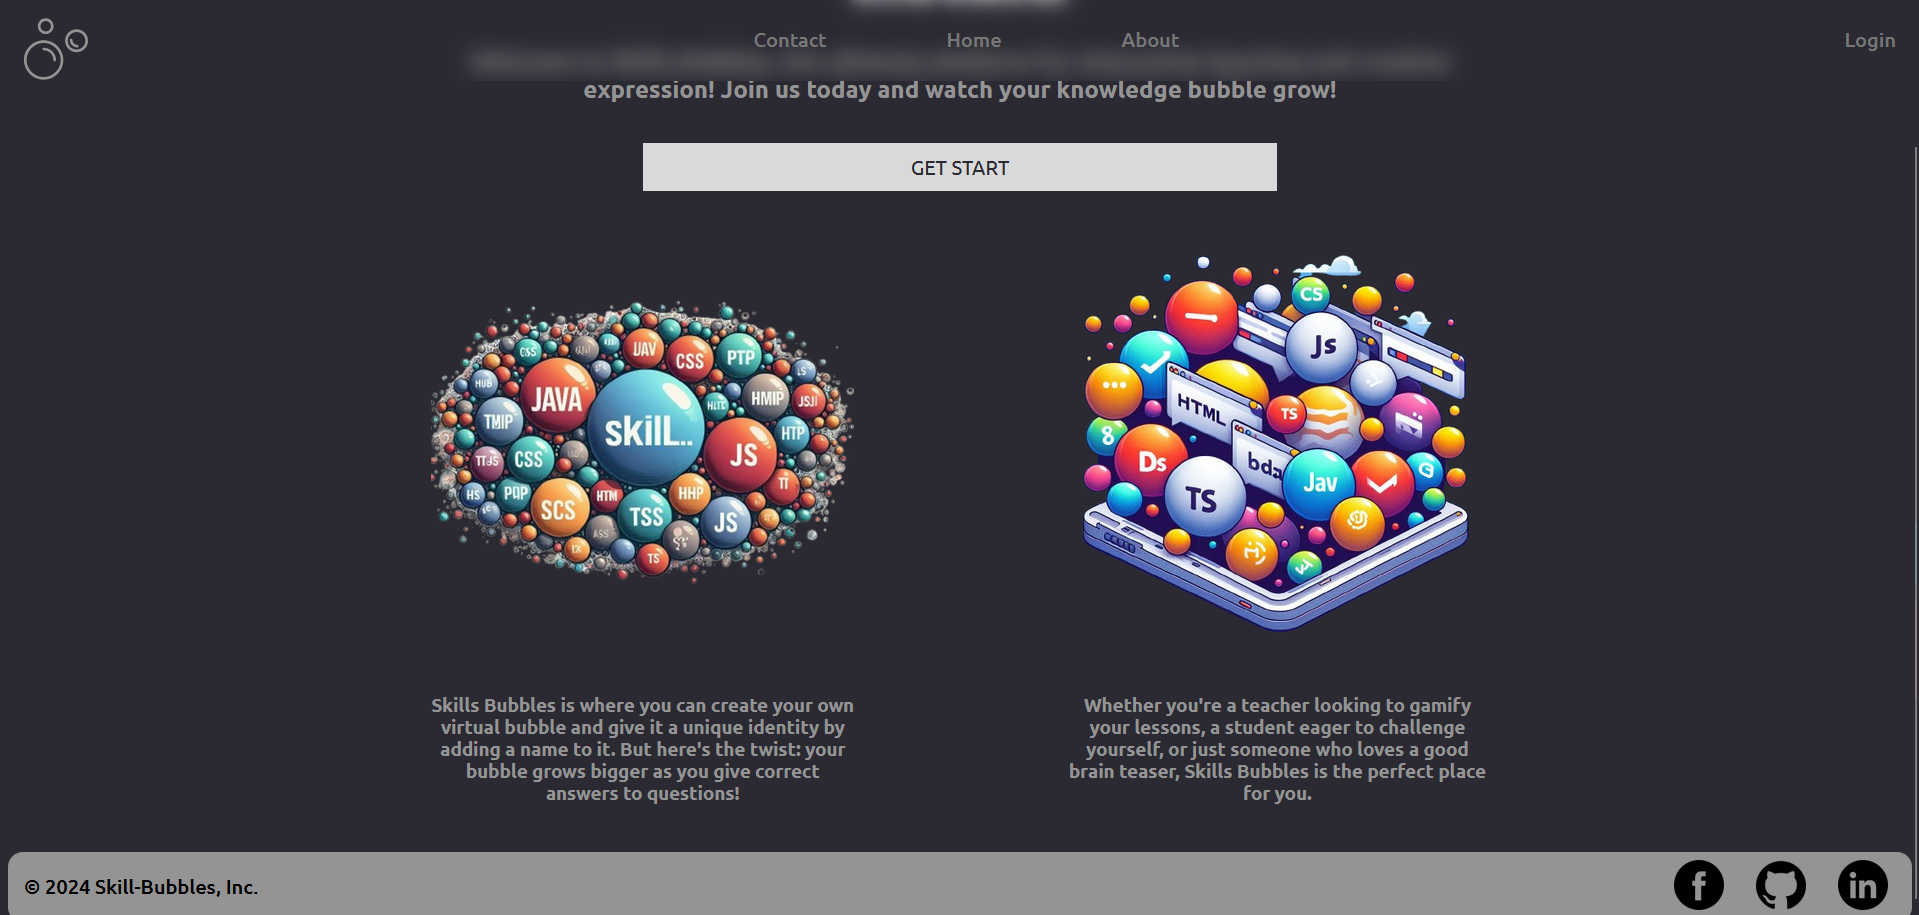 Contact
Home
About
Login
expression! Join us today and watch your knowledge bubble grow!
GET START
CSS
JAV
CSS
PTP
HUB
JAVA
HMIP
JSJI
TMIP
skilL..
HTP
TTJS
CSS
JS
TT
HS
PAP
SCS
HTM
HHP
TSS
JS
ASS
TS
CS
Js
HTML
TS
8
Ds
bda
Jav
TS
Skills Bubbles is where you can create your own
virtual bubble and give it a unique identity by
adding a name to it. But here's the twist: your
bubble grows bigger as you give correct
answers to questions!
Whether you're a teacher looking to gamify
your lessons, a student eager to challenge
yourself, or just someone who loves a good
brain teaser, Skills Bubbles is the perfect place
for you.
© 2024 Skill-Bubbles, Inc.
f
in